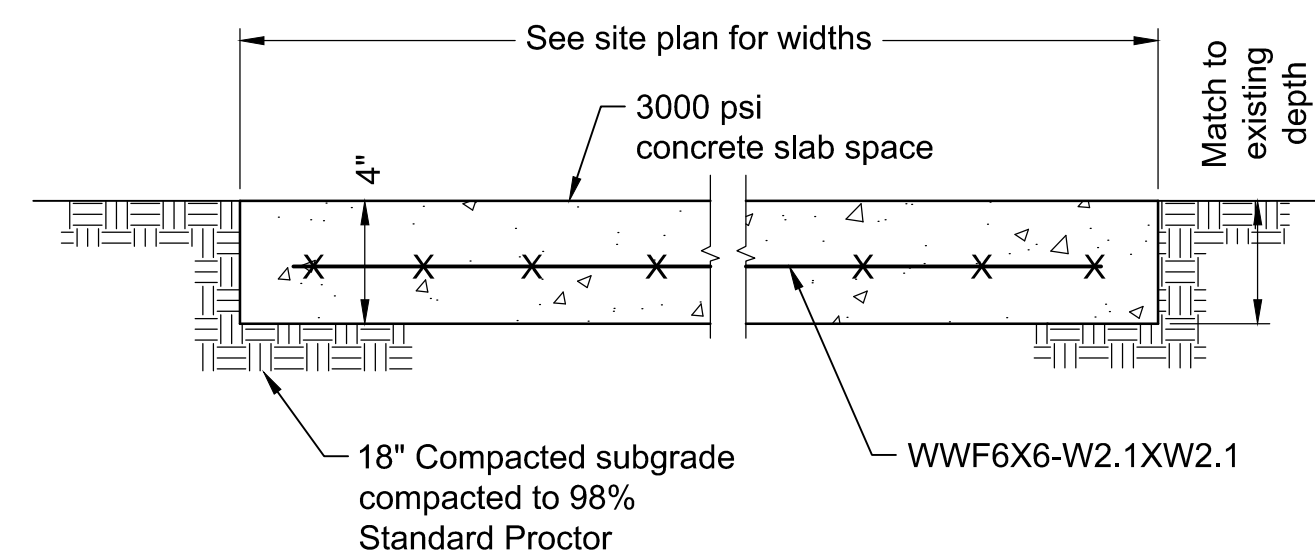 See site plan for widths
Match to
existing
depth
3000 psi
concrete slab space
4"
X X X X X X X
18" Compacted subgrade
compacted to 98%
Standard Proctor
WWF6X6-W2.1XW2.1